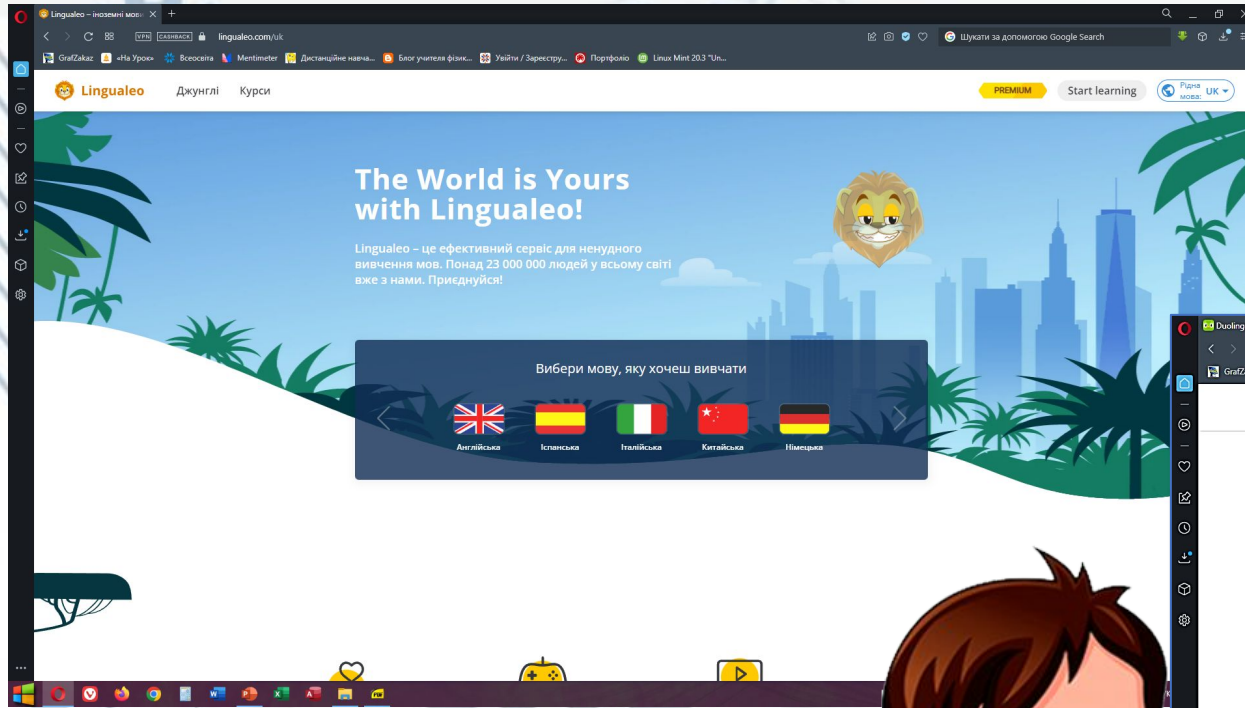 Lingualeo – іноземні мови
VPN CASHBACK lingualeo.com/uk
Шукати за допомогою Google Search
GrafZakaz «На Урок» Всеосвіта Mentimeter Дистанційне навча... Блог учителя фізик... Увійти / Зареєстру... Портфоліо Linux Mint 20.3 "Un...
Lingualeo Джунглі Курси PREMIUM Start learning Рідна мова: UK
The World is Yours
with Lingualeo!
Lingualeo – це ефективний сервіс для ненудного
вивчення мов. Понад 23 000 000 людей у всьому світі
вже з нами. Приєднуйся!
Вибери мову, яку хочеш вивчати
Англійська Іспанська Італійська Китайська Німецька
Duoling
GrafZ